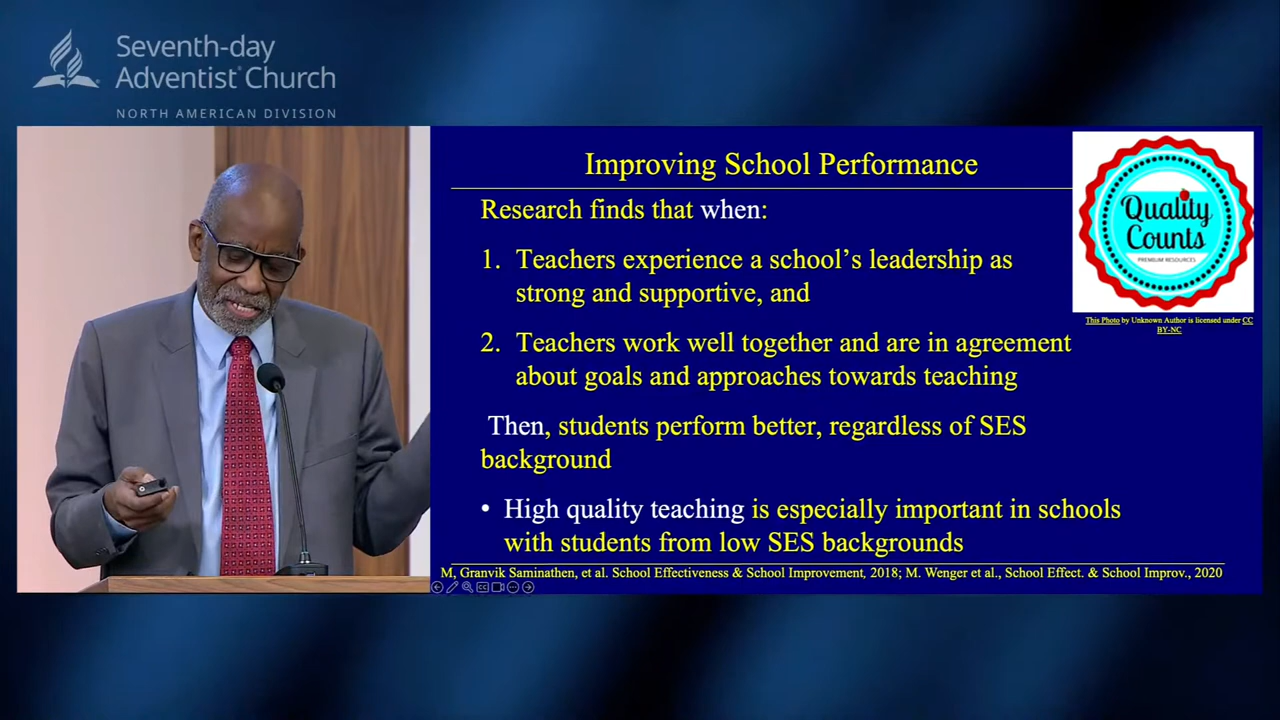 Seventh-day
Adventist® Church
NORTH AMERICAN DIVISION
Improving School Performance
Research finds that when:
1. Teachers experience a school's leadership as
strong and supportive, and
2. Teachers work well together and are in agreement
about goals and approaches towards teaching
Then, students perform better, regardless of SES
background
• High quality teaching is especially important in schools
with students from low SES backgrounds
M, Granvik Saminathen, et al. School Effectiveness & School Improvement, 2018; M. Wenger et al., School Effect. & School Improv., 2020
Quality
Counts
PREMIUM RESOURCES
This Photo by Unknown Author is licensed under CC
BY-NC